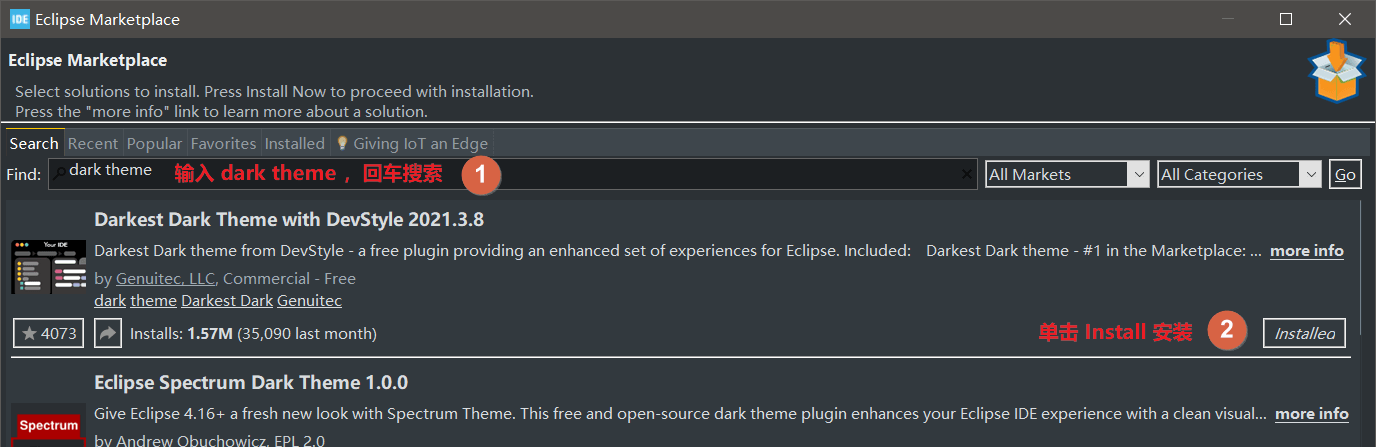 IDE Eclipse Marketplace
Eclipse Marketplace
Select solutions to install. Press Install Now to proceed with installation.
Press the "more info" link to learn more about a solution.
Search Recent Popular Favorites Installed Giving IoT an Edge
Find: dark theme 输入 dark theme ，回车搜索 1 All Markets All Categories Go
Darkest Dark Theme with DevStyle 2021.3.8
Your IDE
Darkest Dark theme from DevStyle - a free plugin providing an enhanced set of experiences for Eclipse. Included: Darkest Dark theme - #1 in the Marketplace: ... more info
by Genuitec, LLC, Commercial - Free
dark theme Darkest Dark Genuitec
4073 Installs: 1.57M (35,090 last month) 单击 Install 安装 2 Installed
Eclipse Spectrum Dark Theme 1.0.0
Give Eclipse 4.16+ a fresh new look with Spectrum Theme. This free and open-source dark theme plugin enhances your Eclipse IDE experience with a clean visual... more info
Spectrum
by Andrew Obuchowicz, EPL 2.0